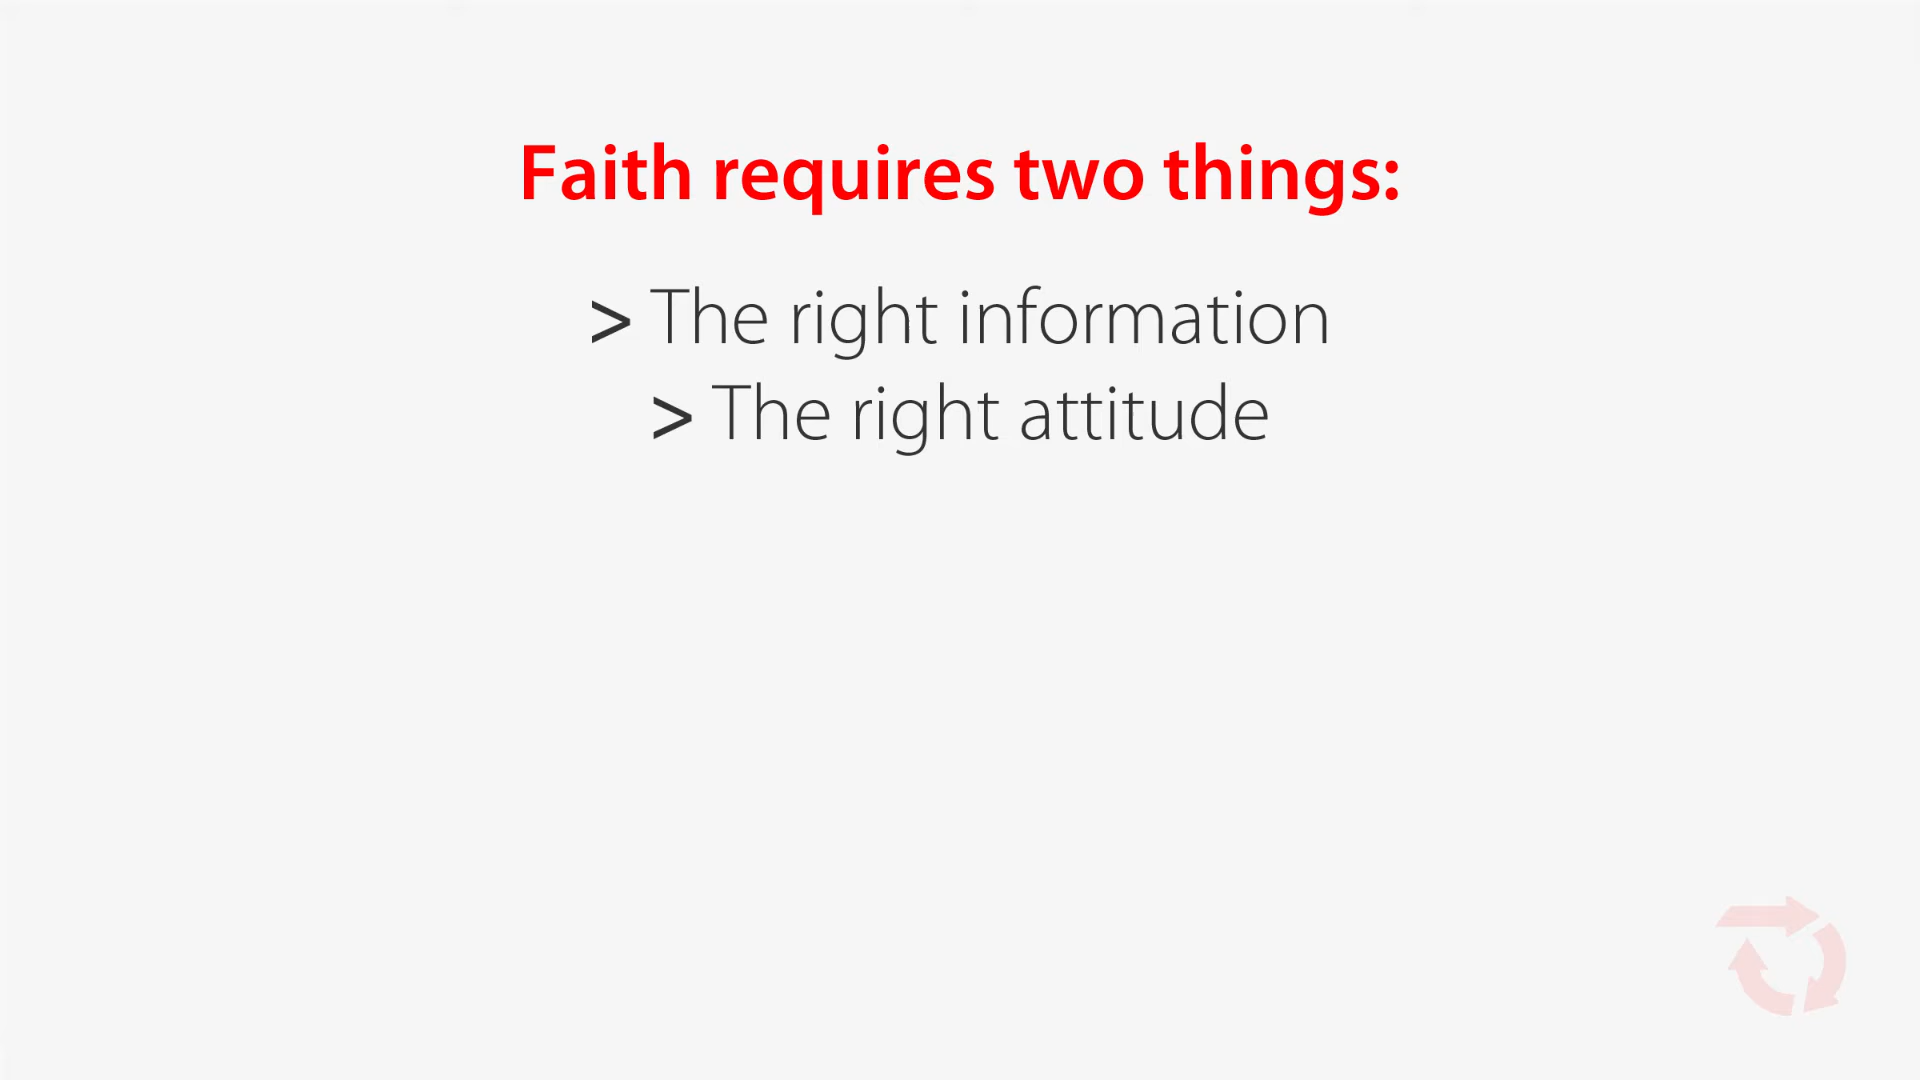 Faith requires two things:
> The right information
> The right attitude